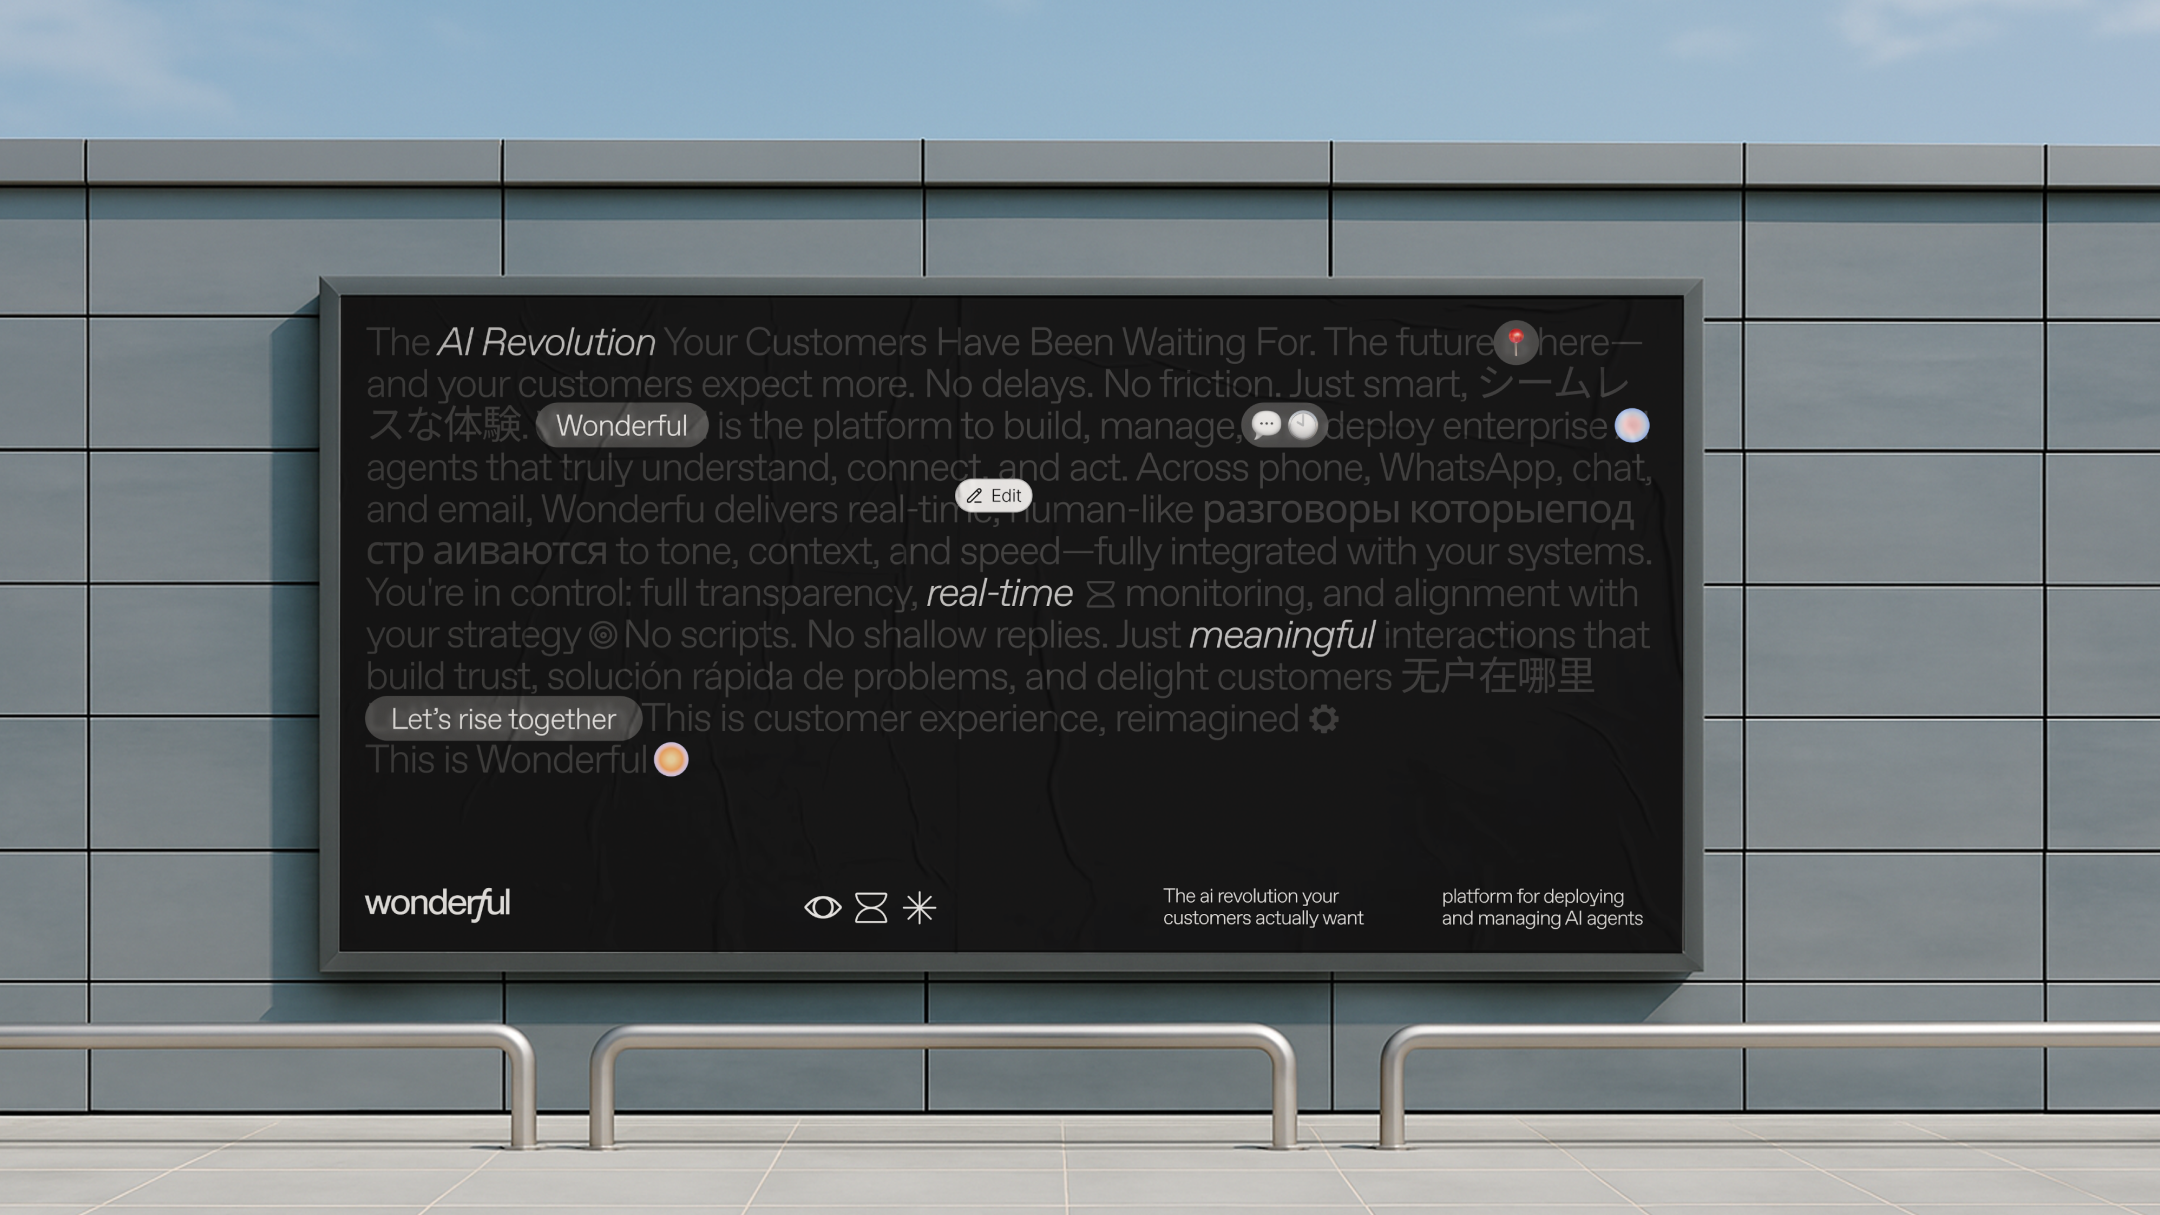 The AI Revolution Your Customers Have Been Waiting For. The future 📍 here—
and your customers expect more. No delays. No friction. Just smart, シームレ
スな体験. Wonderful is the platform to build, manage, 💬🕘 deploy enterprise
agents that truly understand, connect, and act. Across phone, WhatsApp, chat,
Edit
and email, Wonderfu delivers real-time, human-like разговоры которыепод
стр аиваются to tone, context, and speed—fully integrated with your systems.
You're in control: full transparency, real-time monitoring, and alignment with
your strategy No scripts. No shallow replies. Just meaningful interactions that
build trust, solución rápida de problemas, and delight customers 无户在哪里
Let’s rise together This is customer experience, reimagined
This is Wonderful
wonderful
The ai revolution your
customers actually want
platform for deploying
and managing AI agents